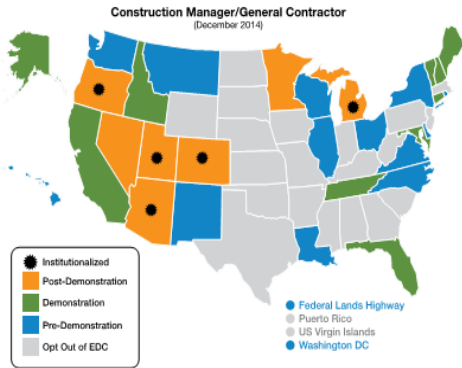 Construction Manager/General Contractor
(December 2014)
Institutionalized
Post-Demonstration
Demonstration
Pre-Demonstration
Opt Out of EDC
Federal Lands Highway
Puerto Rico
US Virgin Islands
Washington DC